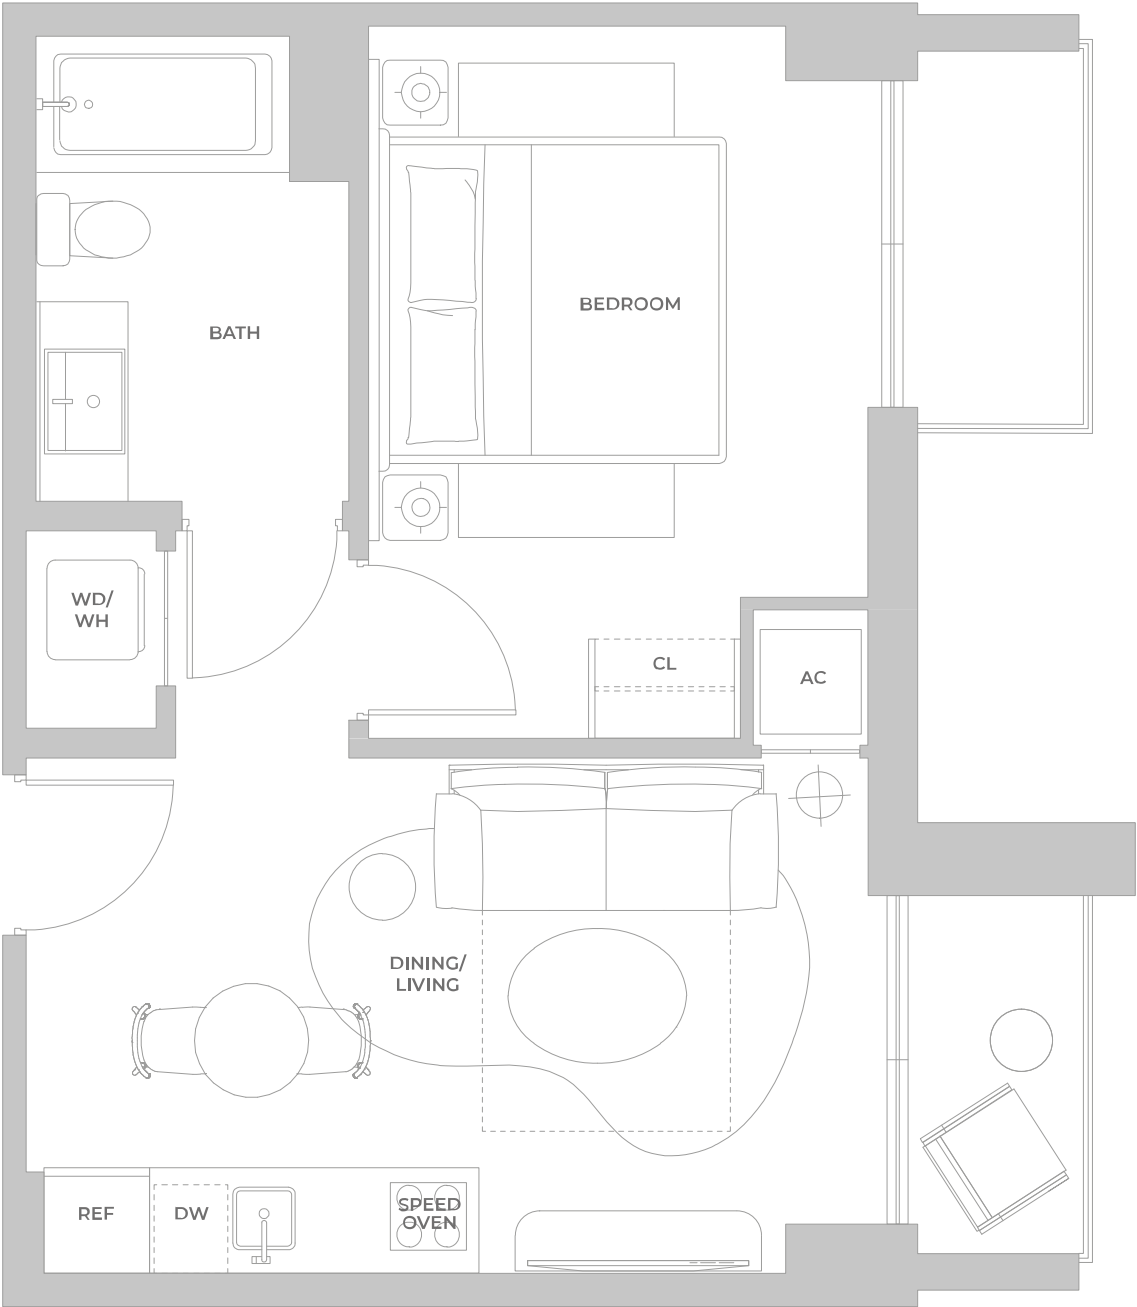 BEDROOM
BATH
WD/
WH
CL
AC
DINING/
LIVING
REF
DW
SPEED
OVEN